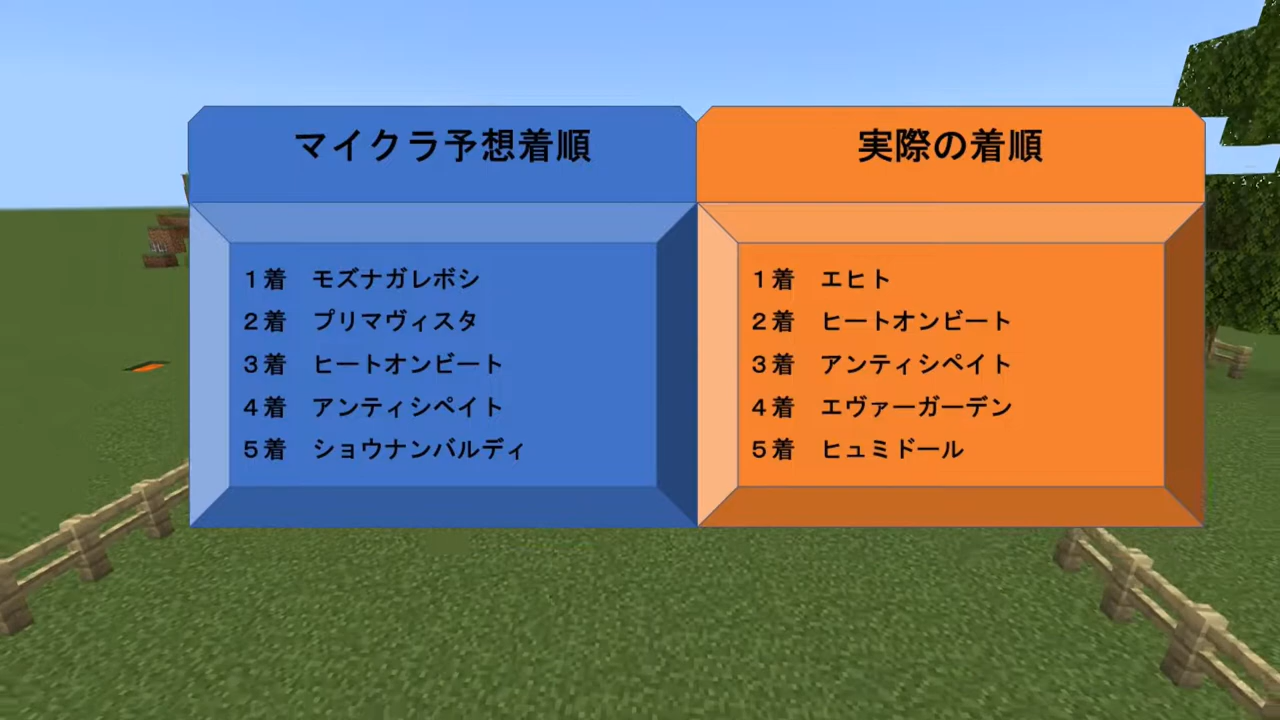 マイクラ予想着順
1着　モズナガレボシ
2着　プリマヴィスタ
3着　ヒートオンビート
4着　アンティシペイト
5着　ショウナンバルディ
実際の着順
1着　エヒト
2着　ヒートオンビート
3着　アンティシペイト
4着　エヴァーガーデン
5着　ヒュミドール